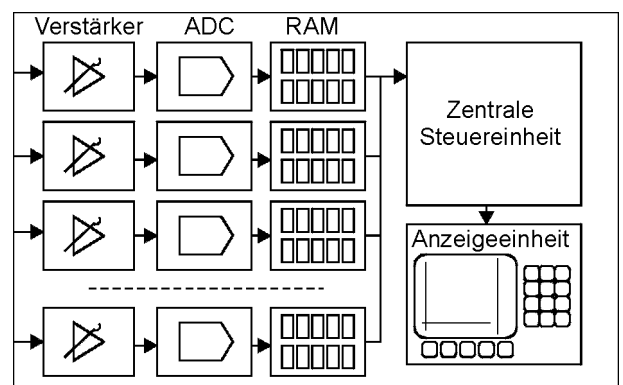 Verstärker ADC RAM
Zentrale
Steuereinheit
Anzeigeeinheit